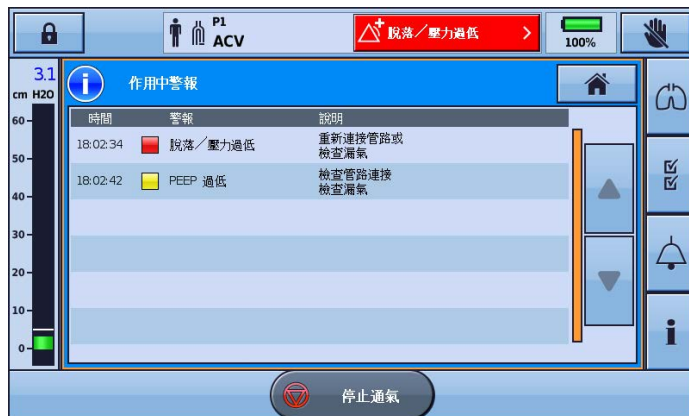 P1
ACV
脫落／壓力過低
100%
3.1
cm H2O
60
50
40
30
20
10
0
作用中警報
時間 警報 說明
18:02:34 脫落／壓力過低 重新連接管路或
檢查漏氣
18:02:42 PEEP 過低 檢查管路連接
檢查漏氣
停止通氣